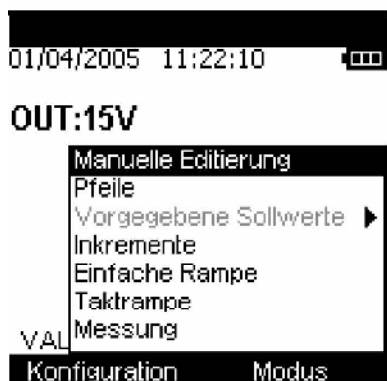 01/04/2005 11:22:10
OUT:15V
Manuelle Editierung
Pfeile
Vorgegebene Sollwerte
Inkremente
Einfache Rampe
Taktrampe
Messung
VAL
Konfiguration Modus